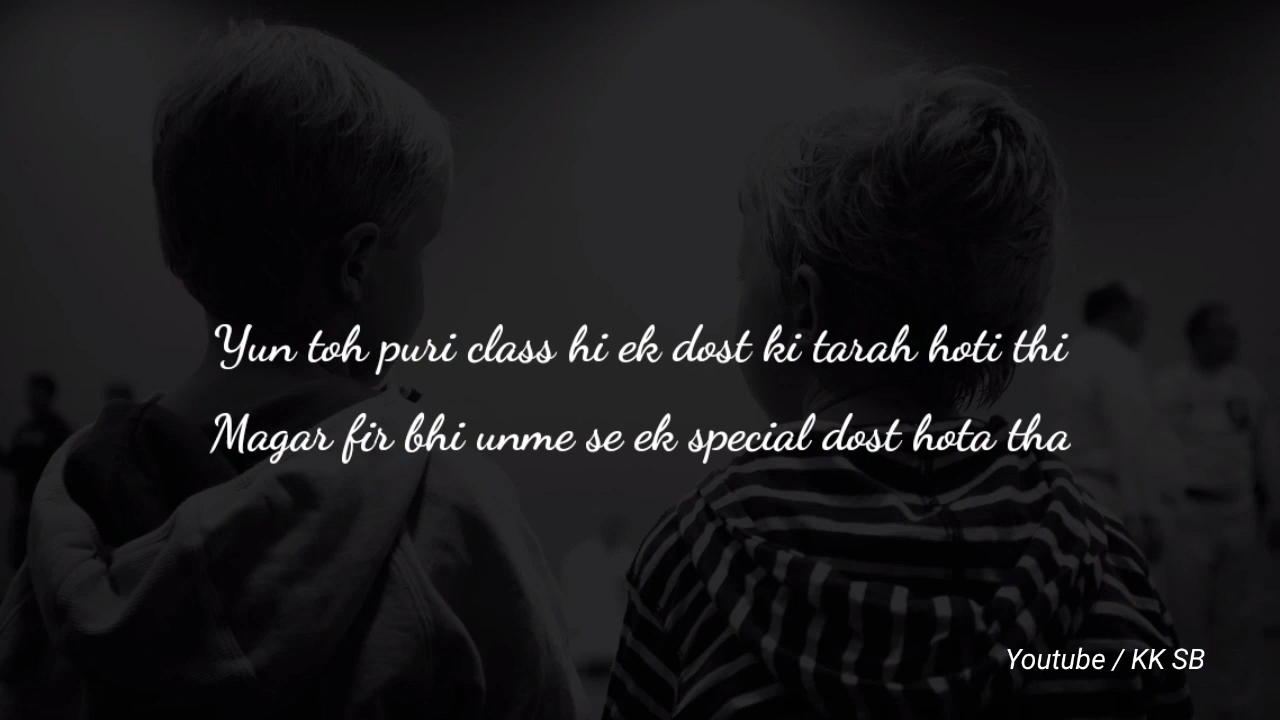 Yun toh puri class hi ek dost ki tarah hoti thi
Magar fir bhi unme se ek special dost hota tha
Youtube / KK SB